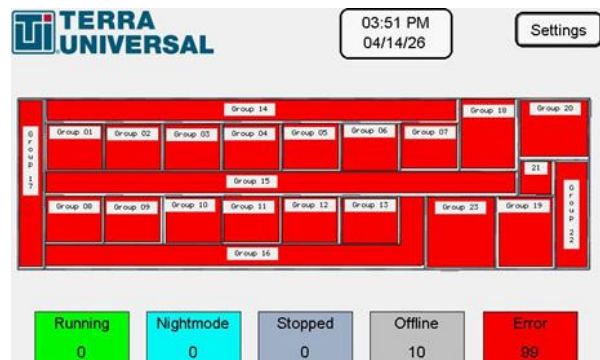 TERRA
UNIVERSAL
03:51 PM
04/14/26
Settings
Group 14
Group 18
Group 20
Group 01
Group 02
Group 03
Group 04
Group 05
Group 06
Group 07
Group 17
21
Group 15
Group 08
Group 09
Group 10
Group 11
Group 12
Group 13
Group 23
Group 19
Group 22
Group 16
Running
Nightmode
Stopped
Offline
Error
0
0
0
10
99